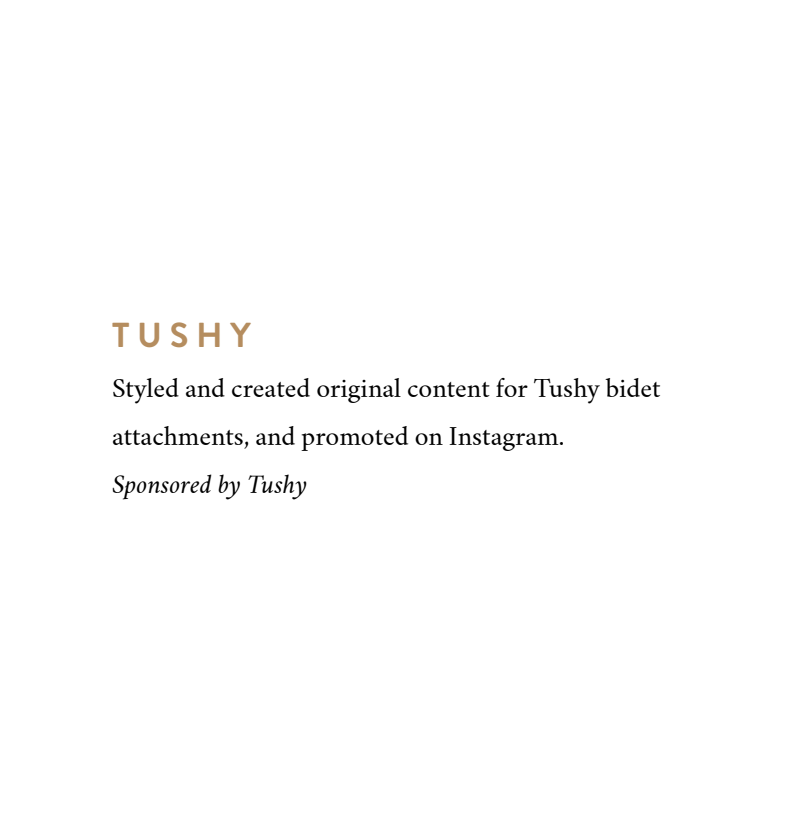 TUSHY
Styled and created original content for Tushy bidet
attachments, and promoted on Instagram.
Sponsored by Tushy